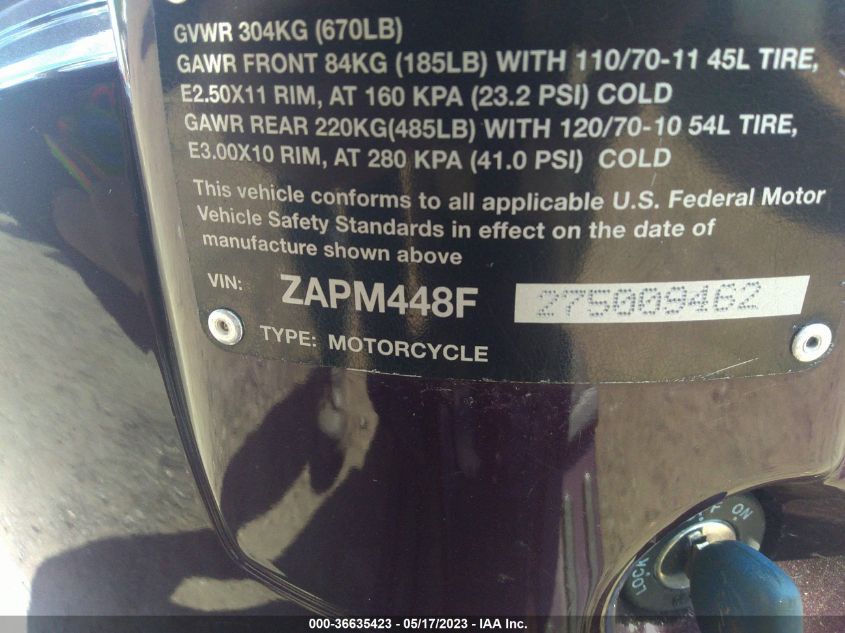 GVWR 304KG (670LB)
GAWR FRONT 84KG (185LB) WITH 110/70-11 45L TIRE,
E2.50X11 RIM, AT 160 KPA (23.2 PSI) COLD
GAWR REAR 220KG(485LB) WITH 120/70-10 54L TIRE,
E3.00X10 RIM, AT 280 KPA (41.0 PSI) COLD
This vehicle conforms to all applicable U.S. Federal Motor
Vehicle Safety Standards in effect on the date of
manufacture shown above
VIN: ZAPM448F 275009462
TYPE: MOTORCYCLE
ON
LOCK
000-36635423 - 05/17/2023 - IAA Inc.